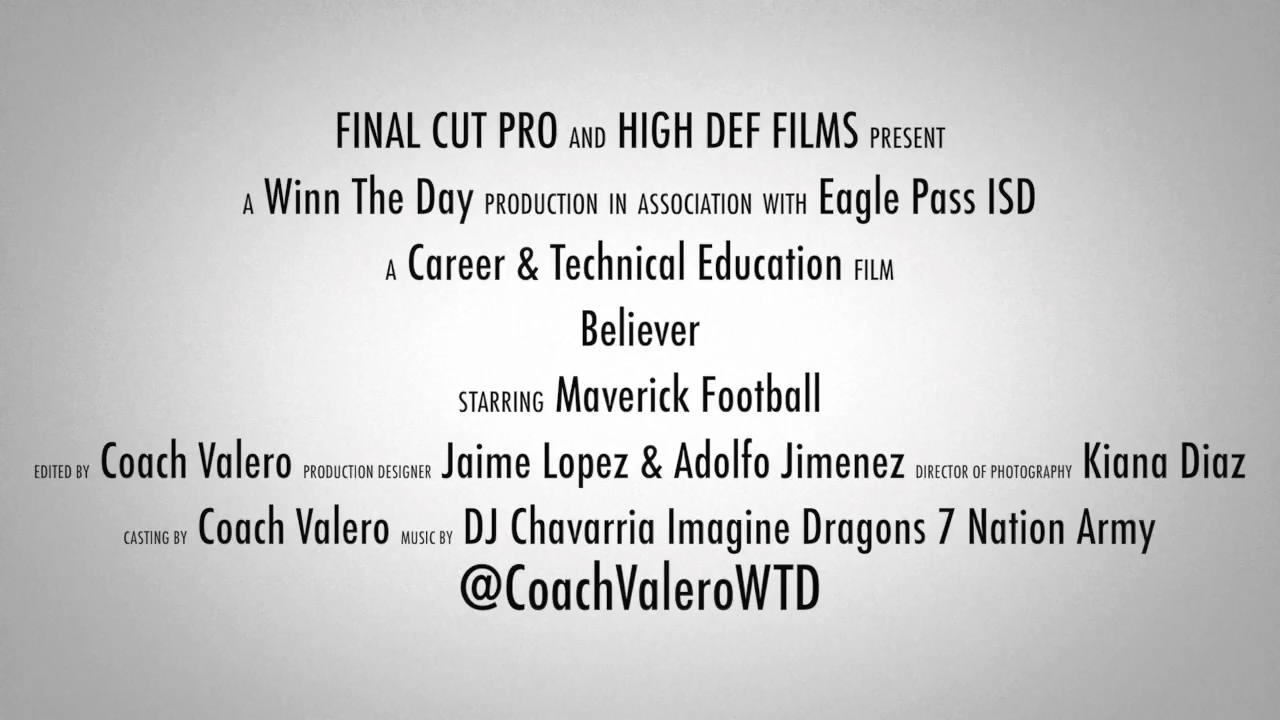 FINAL CUT PRO AND HIGH DEF FILMS PRESENT
A Winn The Day PRODUCTION IN ASSOCIATION WITH Eagle Pass ISD
A Career & Technical Education FILM
Believer
STARRING Maverick Football
EDITED BY Coach Valero PRODUCTION DESIGNER Jaime Lopez & Adolfo Jimenez DIRECTOR OF PHOTOGRAPHY Kiana Diaz
CASTING BY Coach Valero MUSIC BY DJ Chavarria Imagine Dragons 7 Nation Army
@CoachValeroWTD